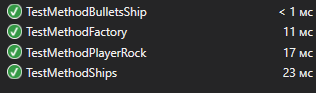 TestMethodBulletsShip < 1 мс
TestMethodFactory 11 мс
TestMethodPlayerRock 17 мс
TestMethodShips 23 мс